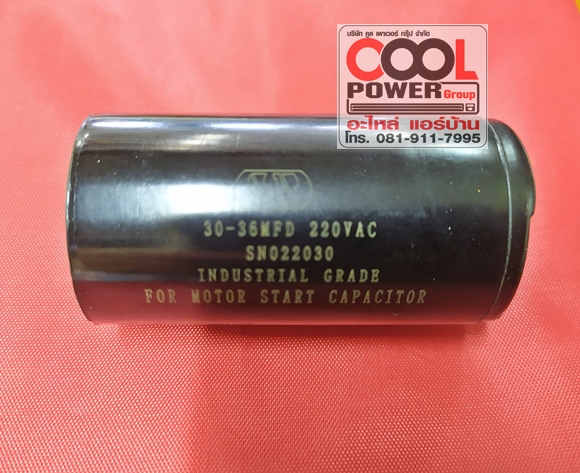 บริษัท คูล เพาเวอร์ กรุ๊ป จำกัด
COOL
POWER Group
อะไหล่ แอร์บ้าน
โทร. 081-911-7995
30-36MFD 220VAC
SN022030
INDUSTRIAL GRADE
FOR MOTOR START CAPACITOR